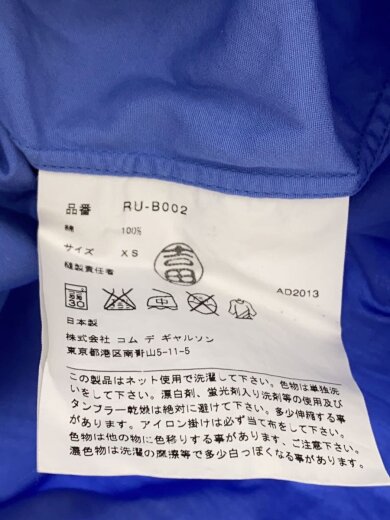 品番 RU-B002
綿 100%
サイズ XS
縫製責任者 吉田
AD2013
30
中
日本製
株式会社 コム デ ギャルソン
東京都港区南青山5-11-5
この製品はネット使用で洗濯して下さい。色物は単独洗
いをして下さい。漂白剤、蛍光剤入り洗剤等の使用及び
タンブラー乾燥は絶対に避けて下さい。多少伸縮する事
があります。アイロン掛けは必ず当て布をして下さい。
色物は他の物に色移りする事があります、ご注意下さい。
濃色物は洗濯の摩擦等で多少白っぽくなる事があります。